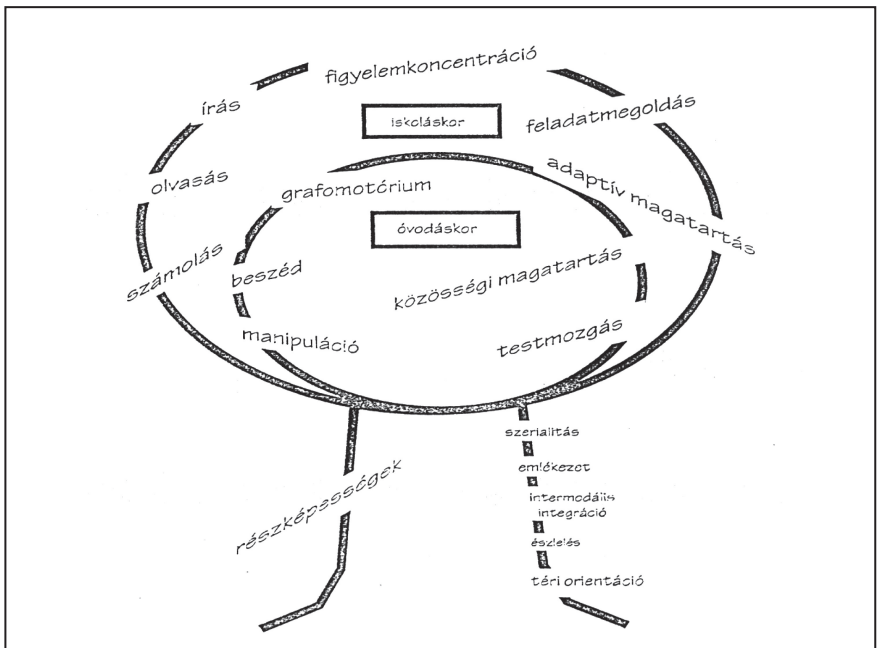 figyelemkoncentráció
írás
iskoláskor
feladatmegoldás
olvasás
grafomotórium
adaptív magatartás
óvodáskor
számolás
beszéd
közösségi magatartás
manipuláció
testmozgás
szerialitás
emlékezet
részképességek
intermodális
integráció
észlelés
téri orientáció